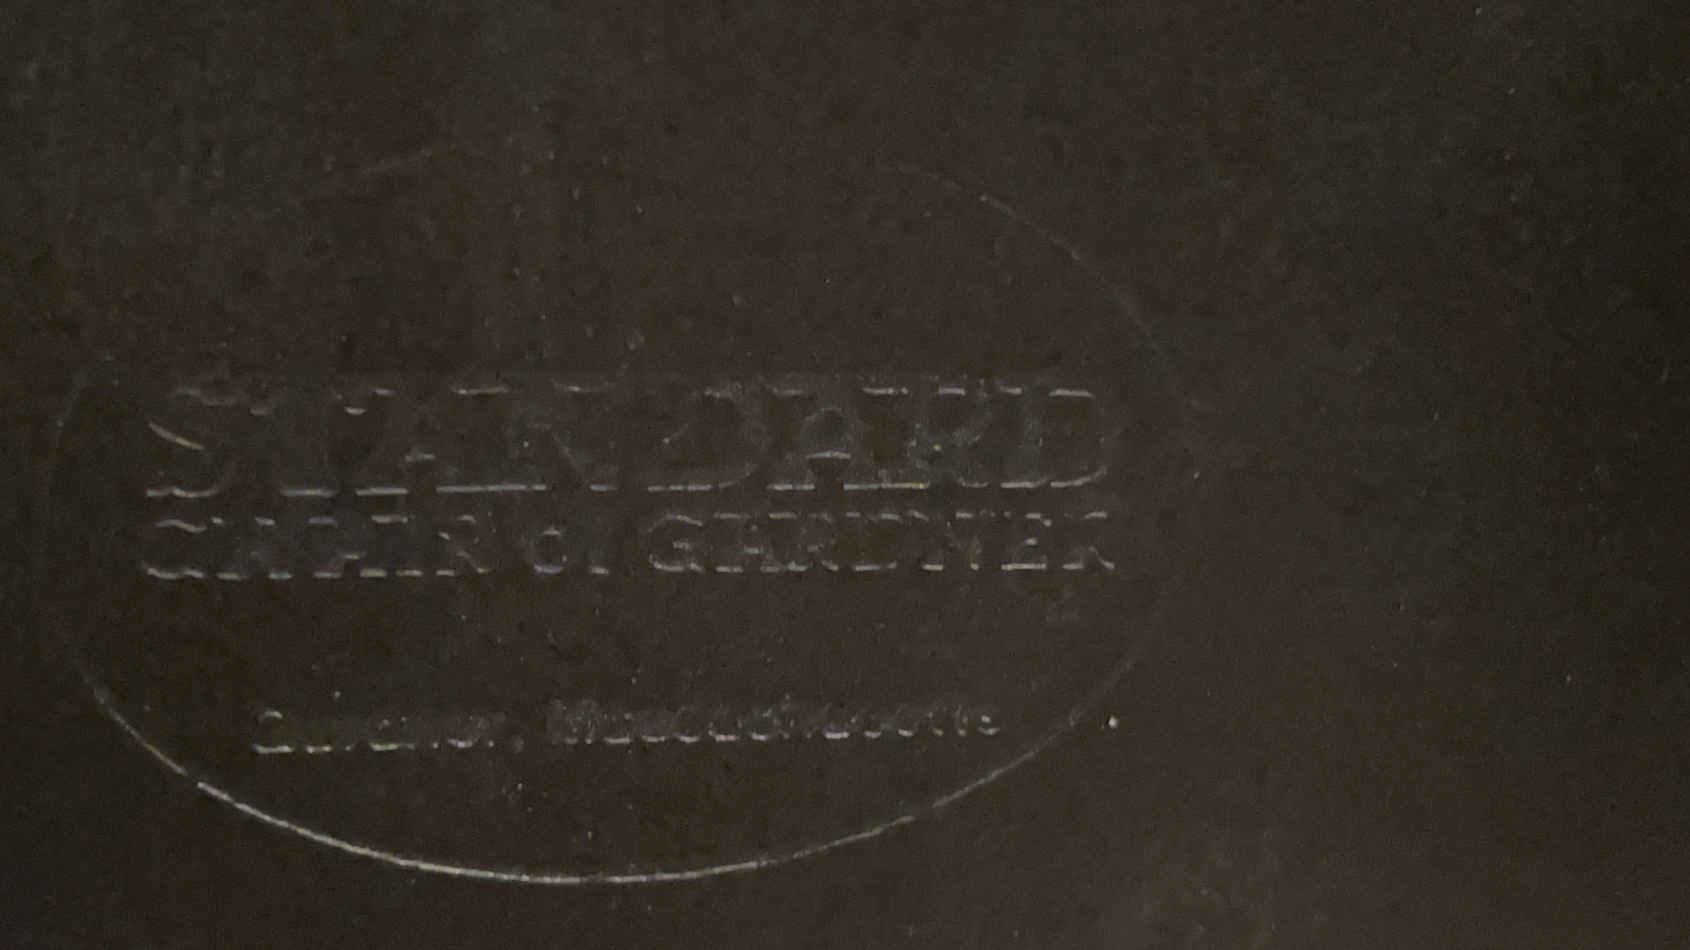 STANDARD
CHAIR of GARDNER
Gardner, Massachusetts